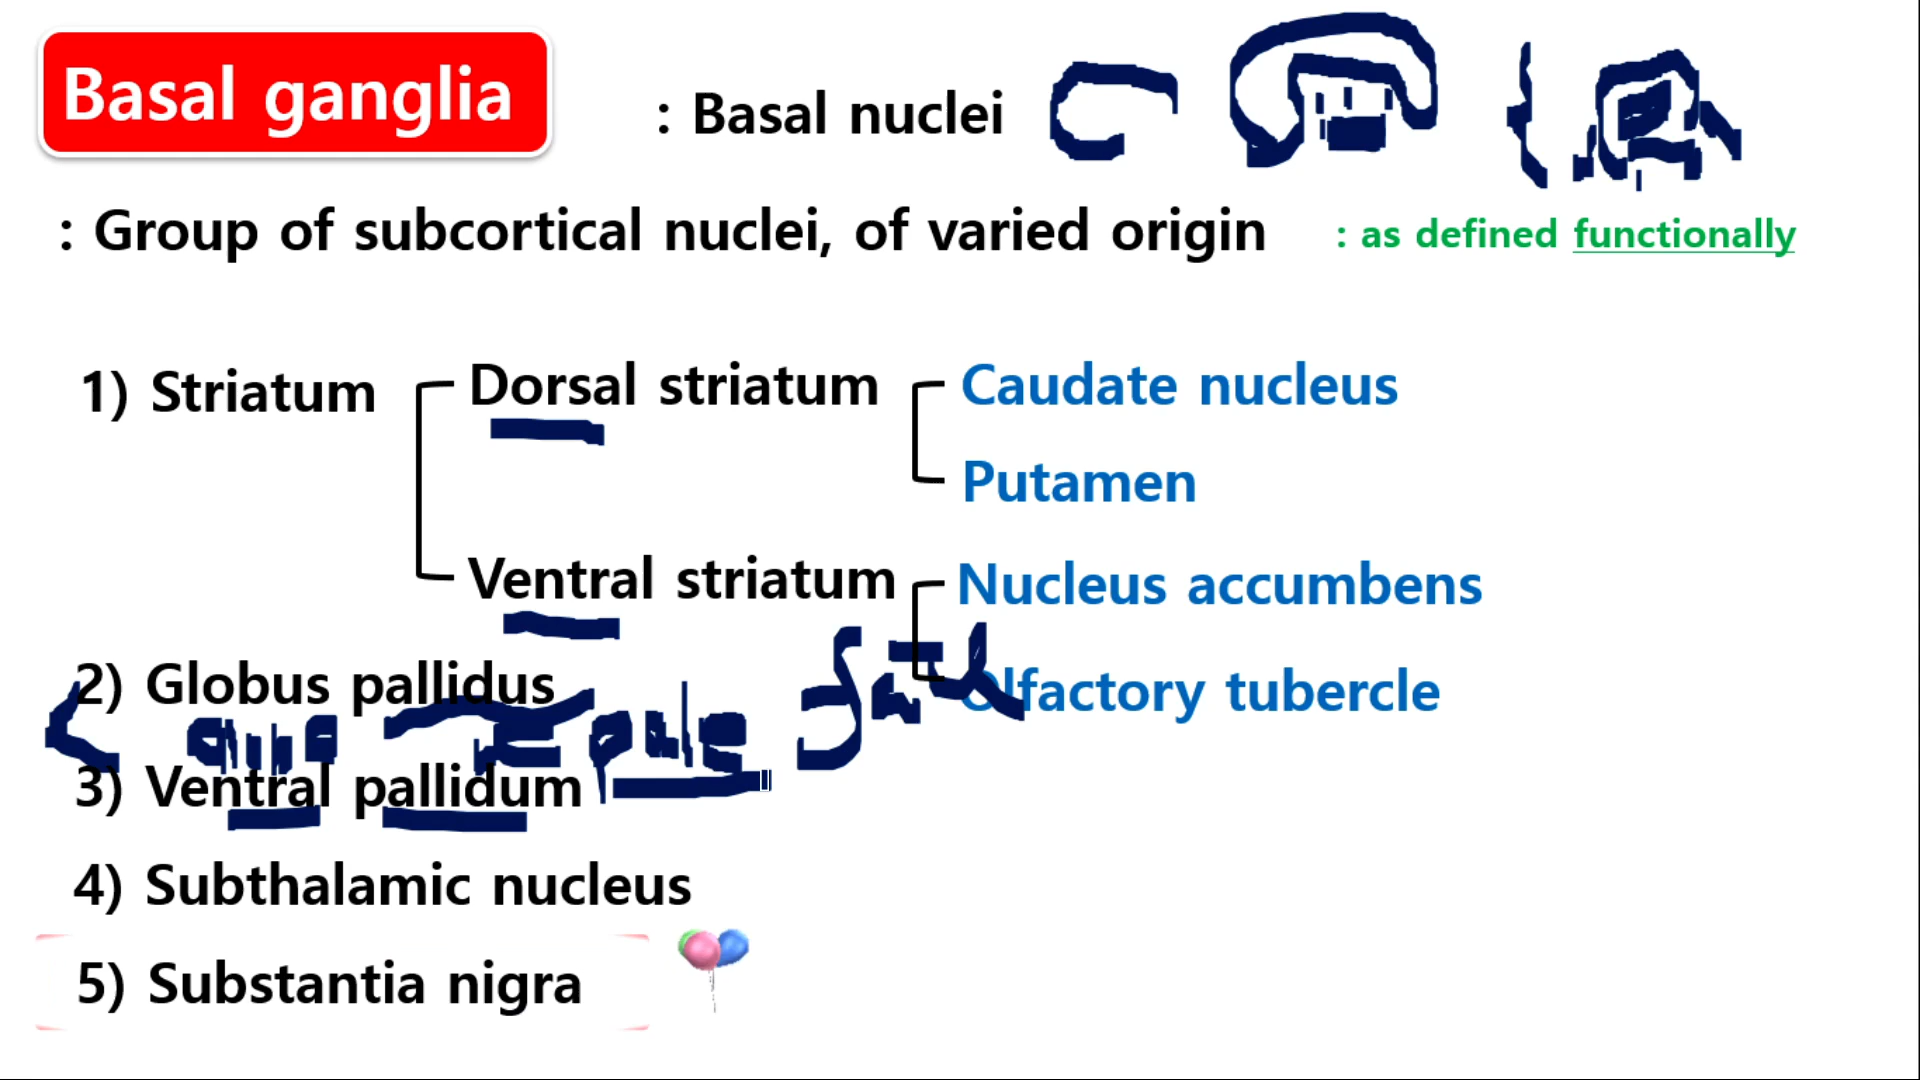 Basal ganglia : Basal nuclei
: Group of subcortical nuclei, of varied origin : as defined functionally
1) Striatum
Dorsal striatum
Caudate nucleus
Putamen
Ventral striatum
Nucleus accumbens
Olfactory tubercle
2) Globus pallidus
3) Ventral pallidum
4) Subthalamic nucleus
5) Substantia nigra